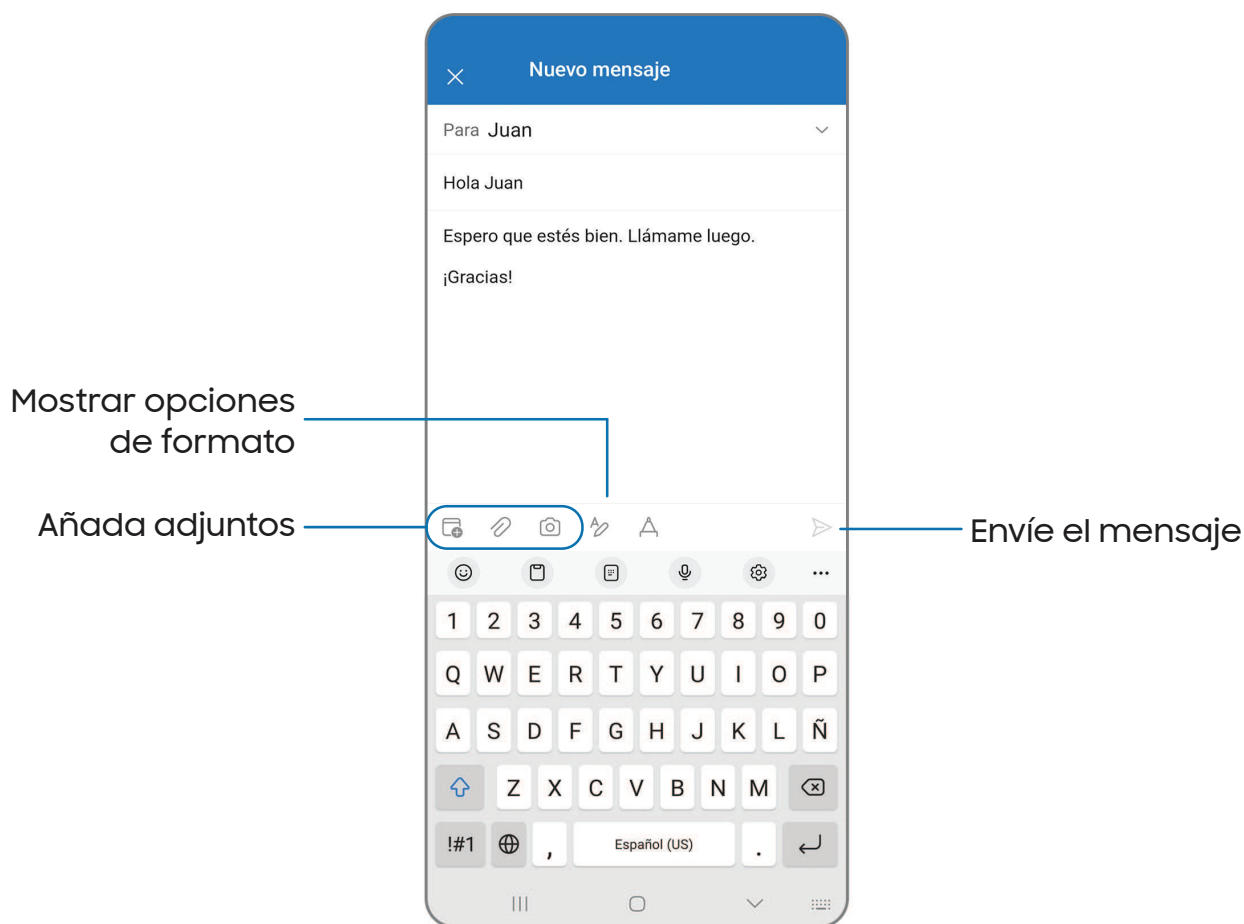 Nuevo mensaje
Para Juan
Hola Juan
Espero que estés bien. Llámame luego.
¡Gracias!
Mostrar opciones
de formato
Añada adjuntos
Envíe el mensaje
1 2 3 4 5 6 7 8 9 0
Q W E R T Y U I O P
A S D F G H J K L Ñ
Z X C V B N M
!#1 , Español (US) .